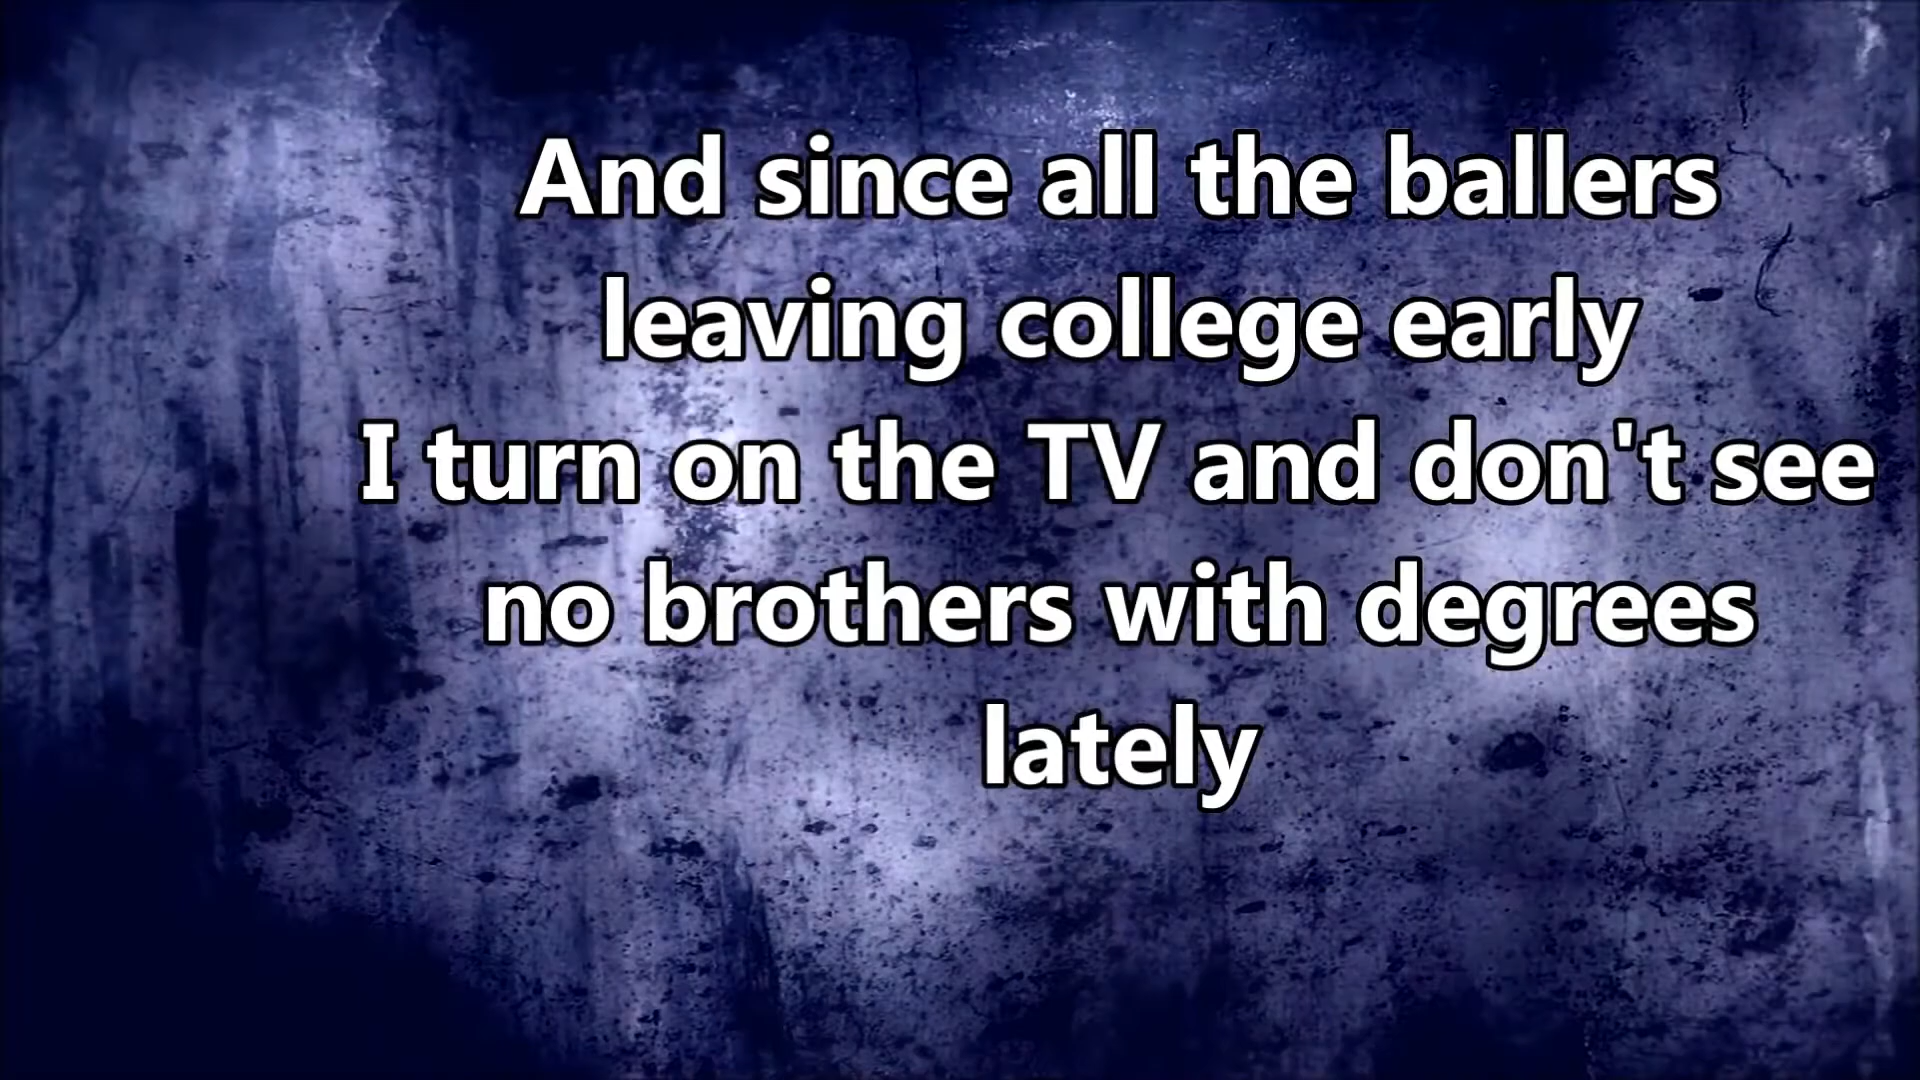 And since all the ballers
leaving college early
I turn on the TV and don't see
no brothers with degrees
lately